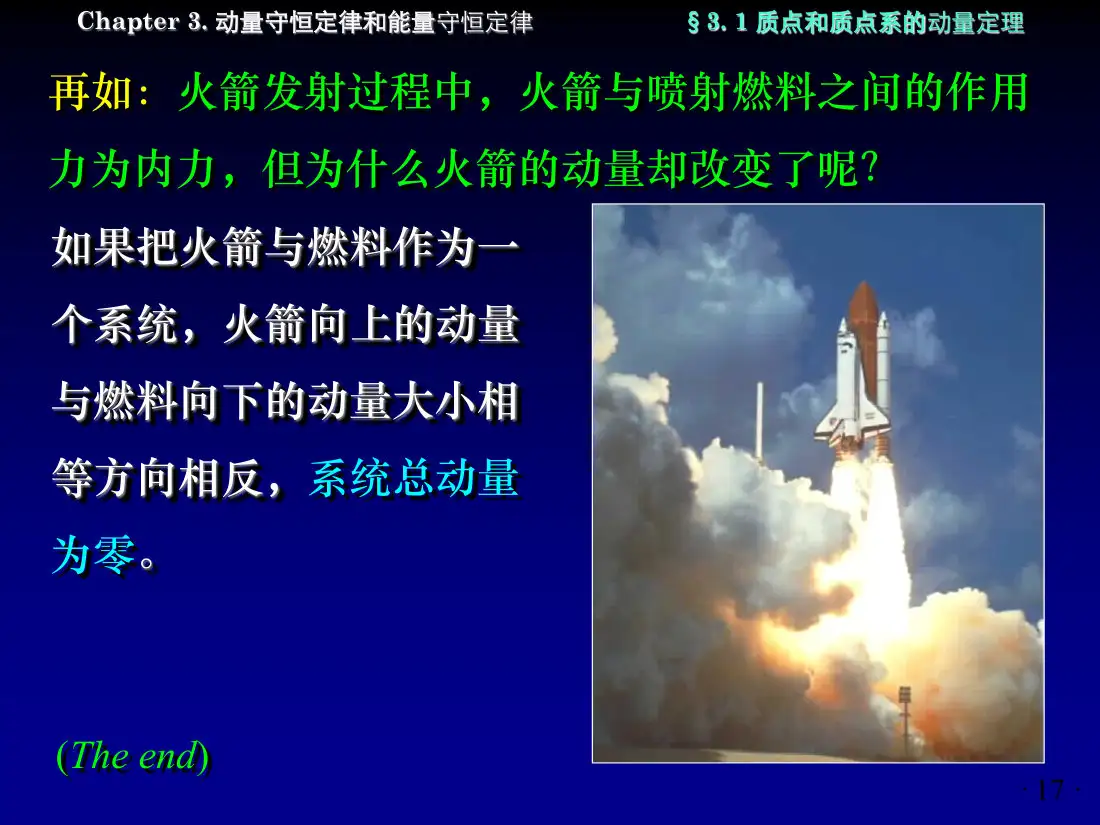 Chapter 3. 动量守恒定律和能量守恒定律
§3. 1 质点和质点系的动量定理
再如：火箭发射过程中，火箭与喷射燃料之间的作用
力为内力，但为什么火箭的动量却改变了呢？
如果把火箭与燃料作为一
个系统，火箭向上的动量
与燃料向下的动量大小相
等方向相反，系统总动量
为零。
(The end)
· 17 ·